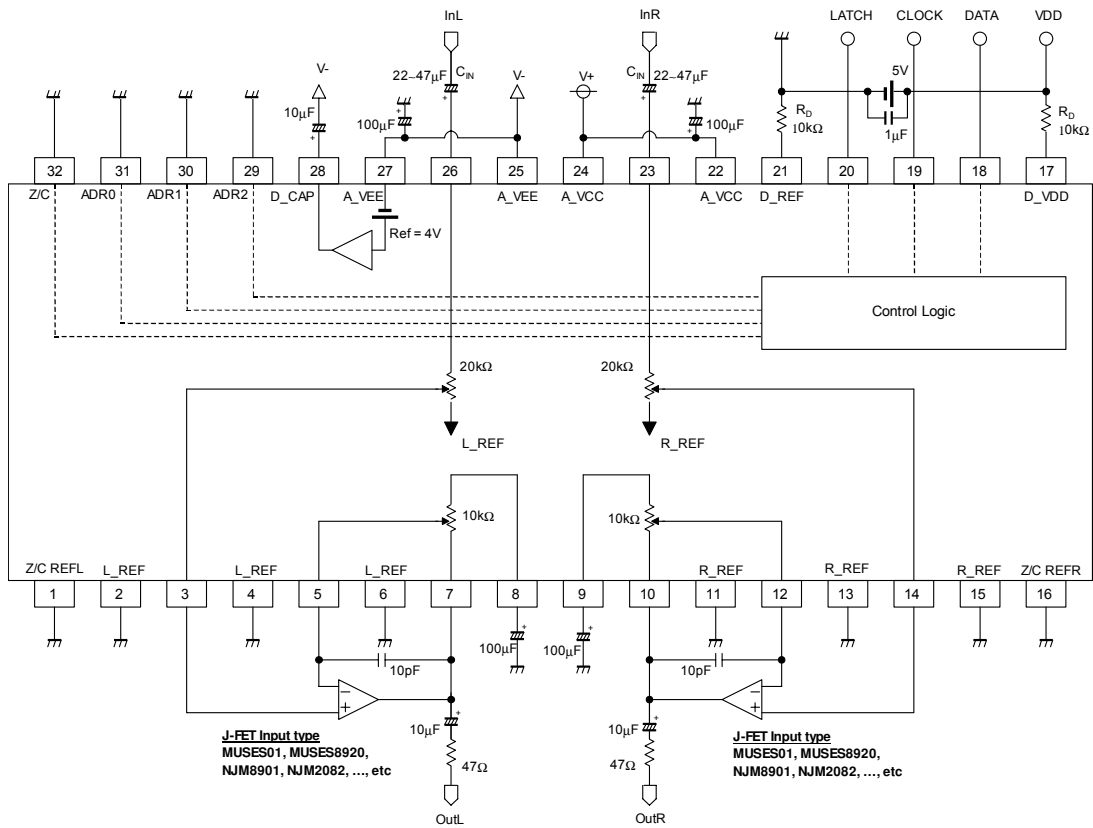 InL
InR
LATCH
CLOCK
DATA
VDD
V-
22~47μF
CIN
V-
V+
CIN
22~47μF
5V
10μF
+
100μF
+
+
+
100μF
+
RD
10kΩ
1μF
RD
10kΩ
32
31
30
29
28
27
26
25
24
23
22
21
20
19
18
17
Z/C
ADR0
ADR1
ADR2
D_CAP
A_VEE
A_VEE
A_VCC
A_VCC
D_REF
D_VDD
Ref = 4V
Control Logic
20kΩ
20kΩ
L_REF
R_REF
10kΩ
10kΩ
Z/C REFL
L_REF
L_REF
L_REF
R_REF
R_REF
R_REF
Z/C REFR
1
2
3
4
5
6
7
8
9
10
11
12
13
14
15
16
100μF
+
100μF
+
10pF
10pF
−
+
−
+
10μF
+
10μF
+
47Ω
47Ω
J-FET Input type
MUSES01, MUSES8920,
NJM8901, NJM2082, ..., etc
J-FET Input type
MUSES01, MUSES8920,
NJM8901, NJM2082, ..., etc
OutL
OutR